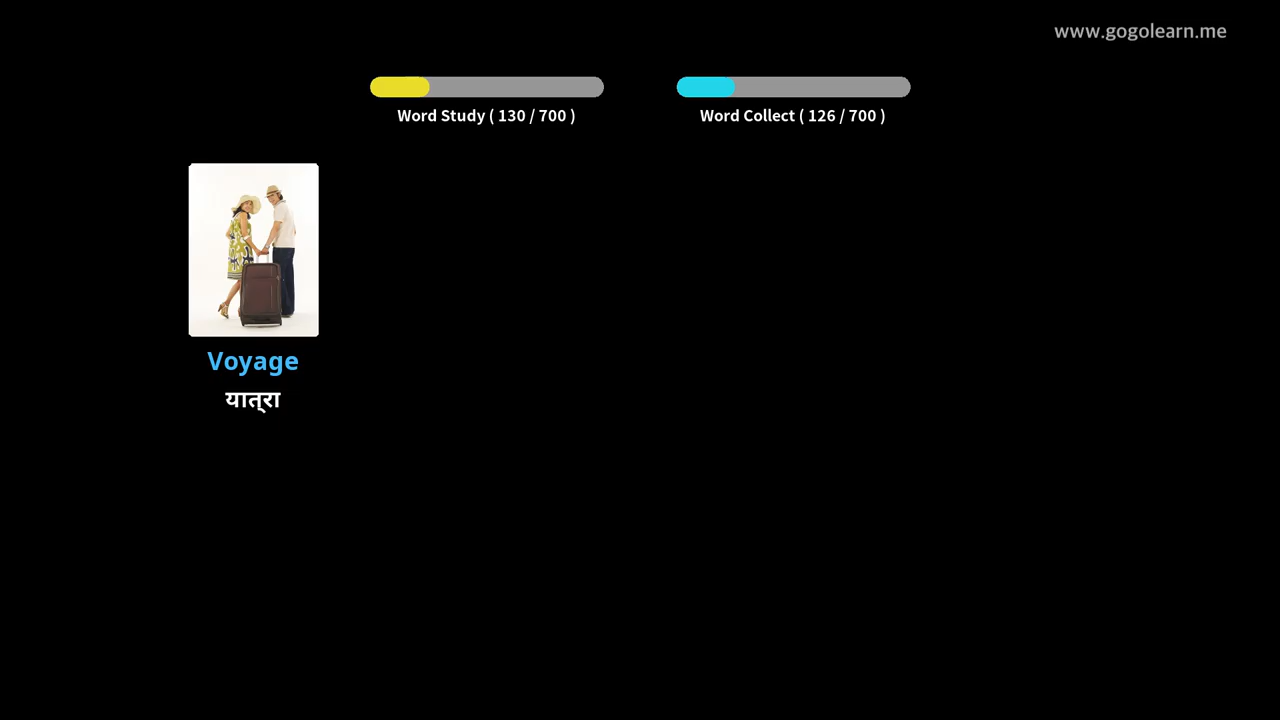 www.gogolearn.me
Word Study ( 130 / 700 )
Word Collect ( 126 / 700 )
Voyage
यात्रा